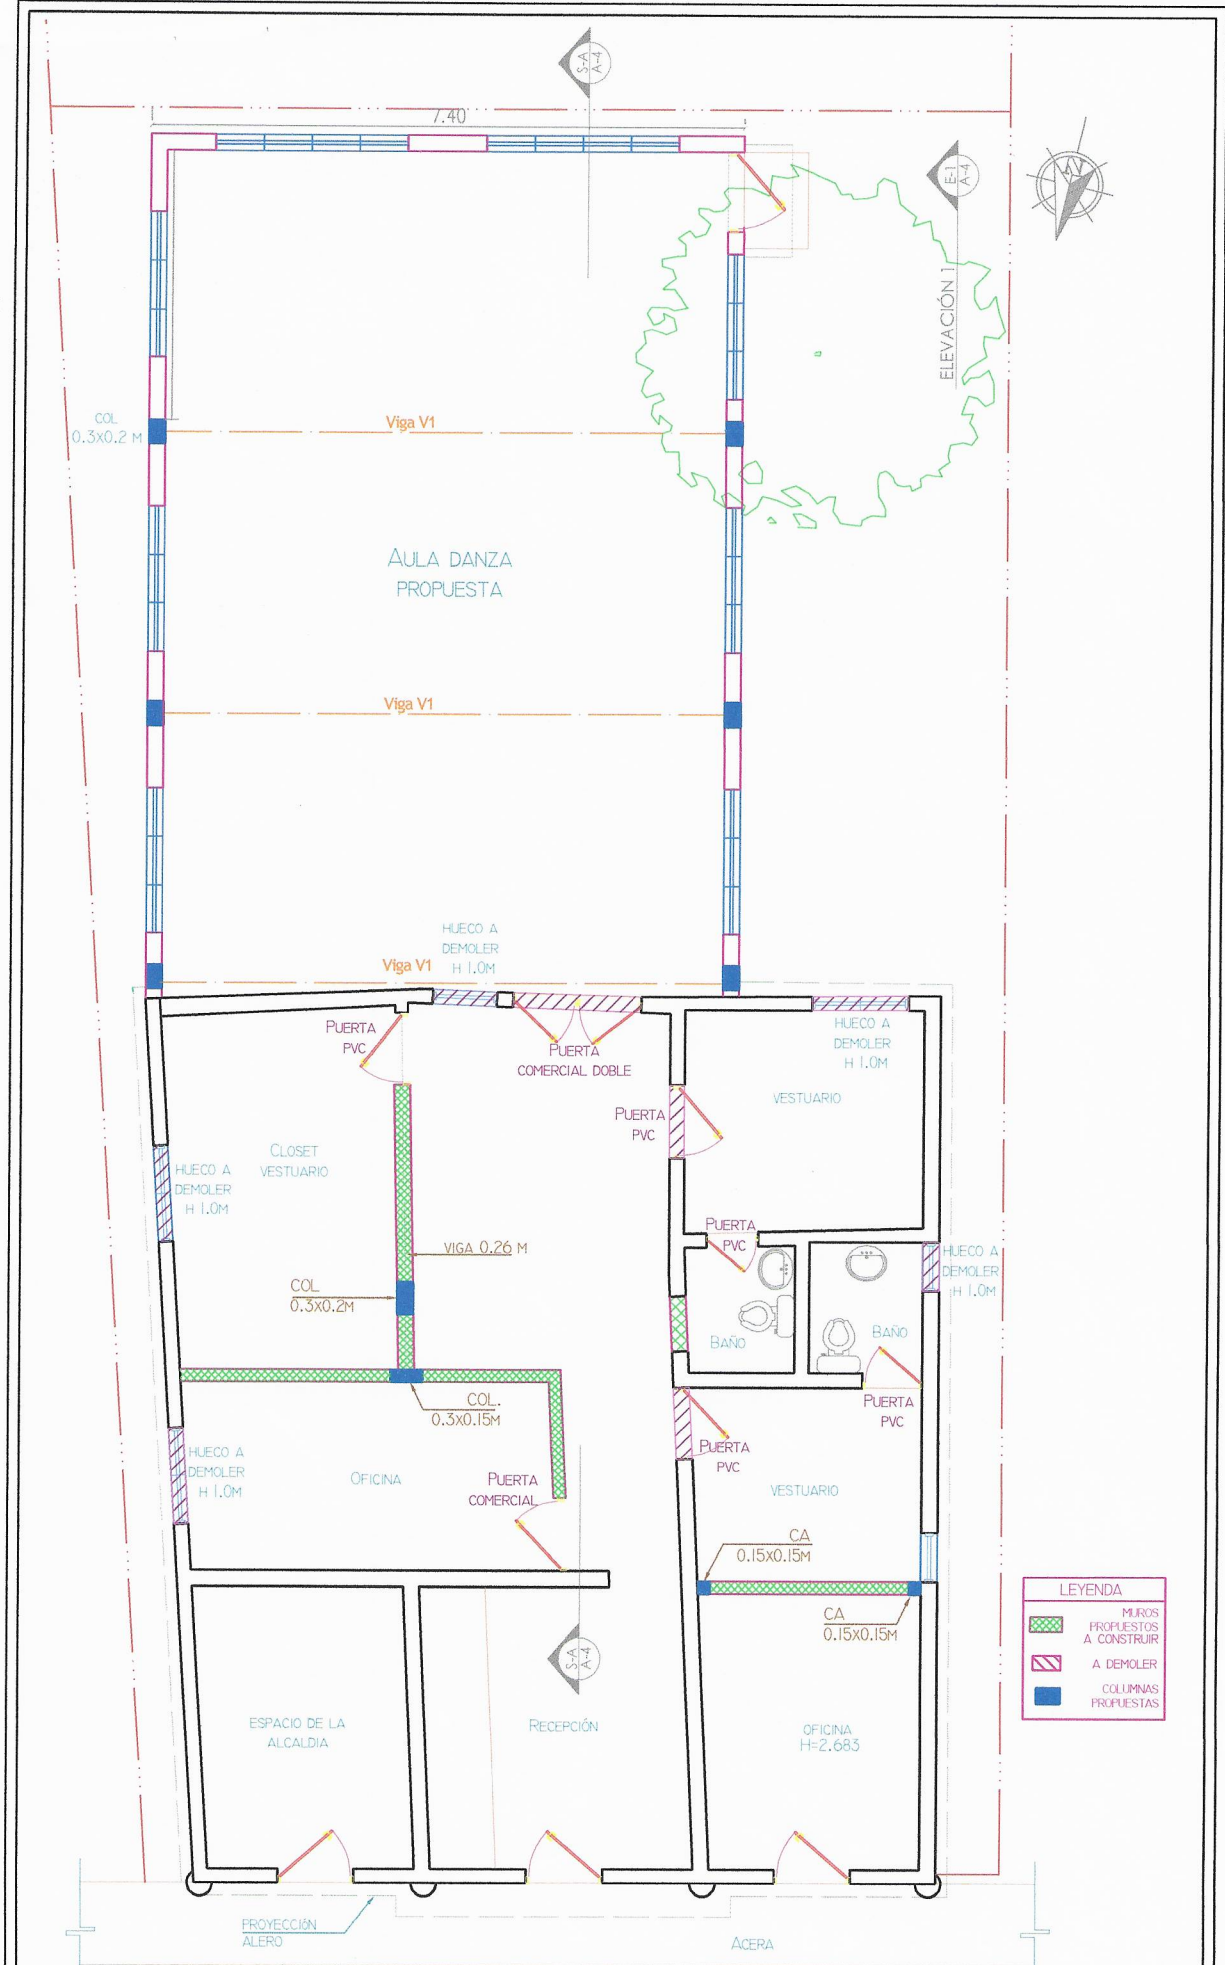 S-A
A-4
7.40
E-1
A-4
N
ELEVACIÓN 1
COL
0.3X0.2 M
Viga V1
AULA DANZA
PROPUESTA
Viga V1
HUECO A
DEMOLER
H 1.0M
Viga V1
PUERTA
PVC
PUERTA
COMERCIAL DOBLE
HUECO A
DEMOLER
H 1.0M
VESTUARIO
PUERTA
PVC
CLOSET
VESTUARIO
HUECO A
DEMOLER
H 1.0M
PUERTA
PVC
VIGA 0.26 M
HUECO A
DEMOLER
H 1.0M
COL
0.3X0.2M
BAÑO
BAÑO
COL.
0.3X0.15M
PUERTA
PVC
HUECO A
DEMOLER
H 1.0M
OFICINA
PUERTA
COMERCIAL
PUERTA
PVC
VESTUARIO
CA
0.15X0.15M
CA
0.15X0.15M
LEYENDA
MUROS
PROPUESTOS
A CONSTRUIR
A DEMOLER
COLUMNAS
PROPUESTAS
S-A
A-4
ESPACIO DE LA
ALCALDIA
RECEPCIÓN
OFICINA
H=2.683
PROYECCIÓN
ALERO
ACERA